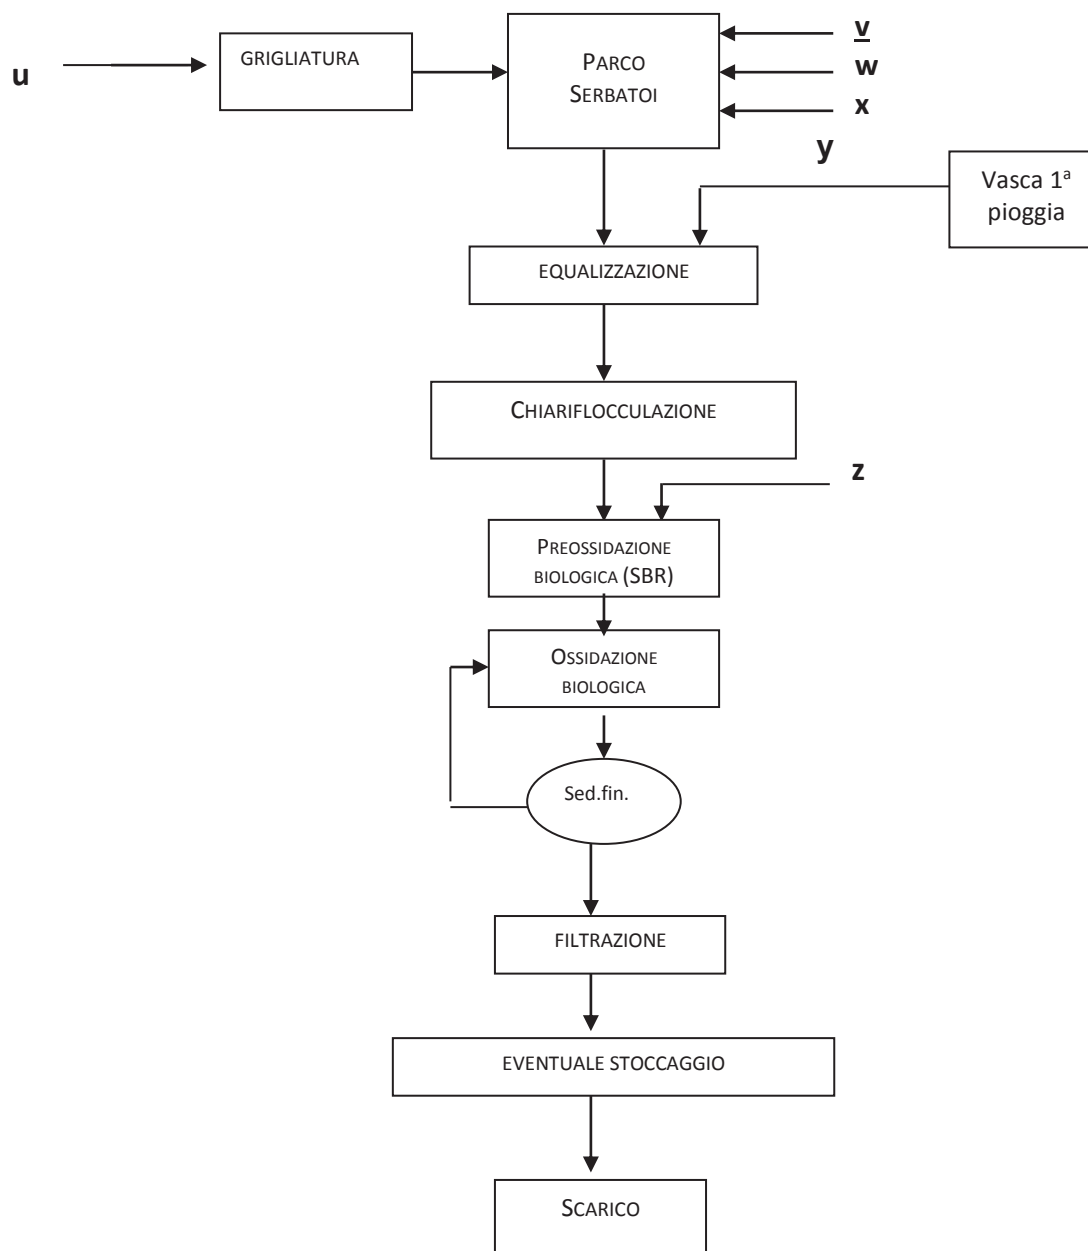 u
GRIGLIATURA
PARCO
SERBATOI
v
w
x
y
Vasca 1ª
pioggia
EQUALIZZAZIONE
CHIARIFLOCCULAZIONE
z
PREOSSIDAZIONE
BIOLOGICA (SBR)
OSSIDAZIONE
BIOLOGICA
Sed.fin.
FILTRAZIONE
EVENTUALE STOCCAGGIO
SCARICO